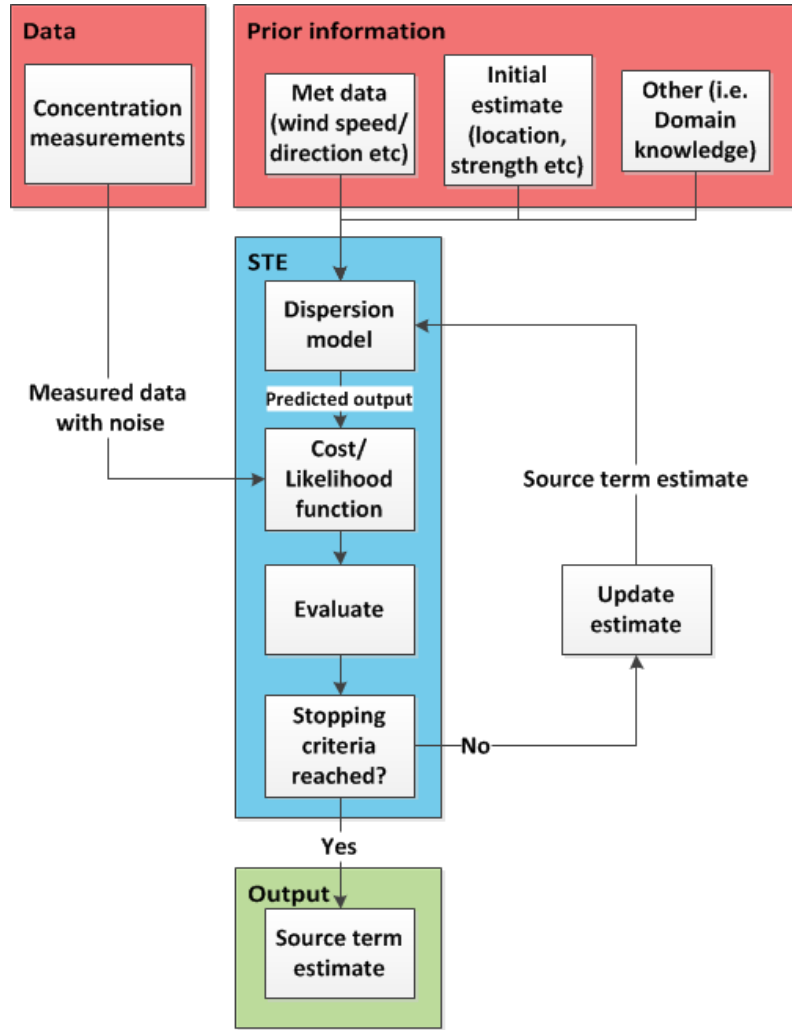 Data
Concentration
measurements
Prior information
Met data
(wind speed/
direction etc)
Initial
estimate
(location,
strength etc)
Other (i.e.
Domain
knowledge)
STE
Dispersion
model
Predicted output
Measured data
with noise
Cost/
Likelihood
function
Source term estimate
Evaluate
Update
estimate
Stopping
criteria
reached?
No
Yes
Output
Source term
estimate